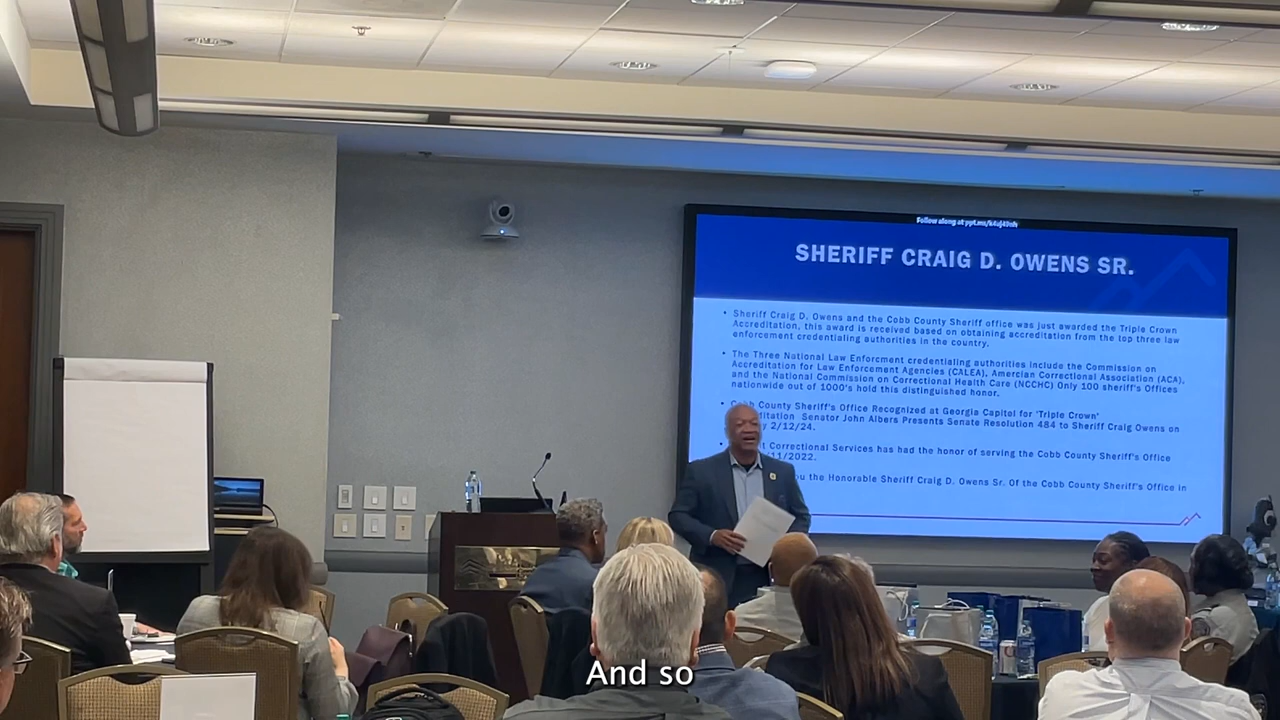 Follow along at
SHERIFF CRAIG D. OWENS SR.
• Sheriff Craig D. Owens and the Cobb County Sheriff office was just awarded the Triple Crown
Accreditation, this award is received based on obtaining accreditation from the top three law
enforcement credentialing authorities in the country.
• The Three National Law Enforcment credentialing authorities include the Commission on
Accreditation for Law Enforcement Agencies (CALEA), Amercian Correctional Association (ACA),
and the National Commission on Correctional Health Care (NCCHC) Only 100 sheriff's Offices
nationwide out of 1000's hold this distinguished honor.
County Sheriff's Office Recognized at Georgia Capitol for 'Triple Crown'
Senator John Albers Presents Senate Resolution 484 to Sheriff Craig Owens on
2/12/24.
Correctional Services has had the honor of serving the Cobb County Sheriff's Office
11/2022.
you the Honorable Sheriff Craig D. Owens Sr. Of the Cobb County Sheriff's Office in
And so